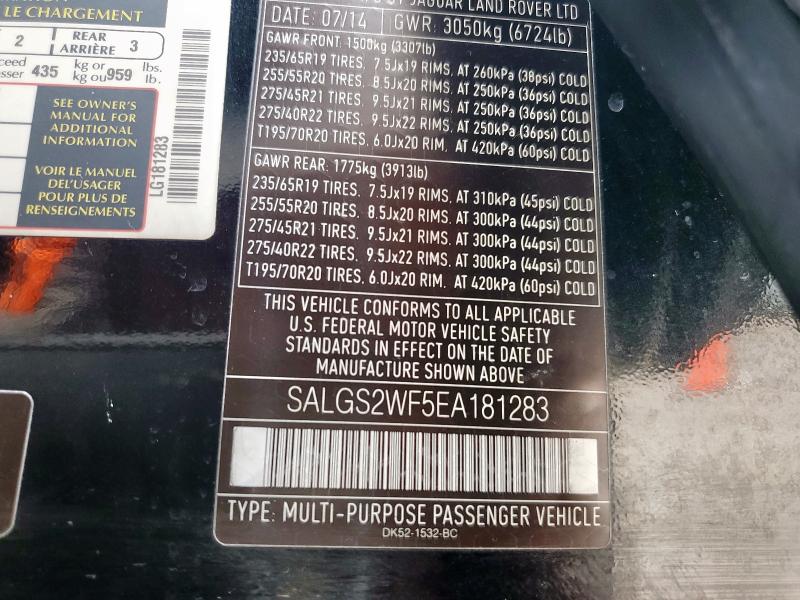 LE CHARGEMENT
2 REAR ARRIÈRE 3
435 kg or lbs.
kg ou 959 lb.
SEE OWNER'S
MANUAL FOR
ADDITIONAL
INFORMATION
VOIR LE MANUEL
DEL'USAGER
POUR PLUS DE
RENSEIGNEMENTS
LG181283
JAGUAR LAND ROVER LTD
DATE: 07/14 GWR: 3050kg (6724lb)
GAWR FRONT: 1500kg (3307lb)
235/65R19 TIRES. 7.5Jx19 RIMS. AT 260kPa (38psi) COLD
255/55R20 TIRES. 8.5Jx20 RIMS. AT 250kPa (36psi) COLD
275/45R21 TIRES. 9.5Jx21 RIMS. AT 250kPa (36psi) COLD
275/40R22 TIRES. 9.5Jx22 RIMS. AT 250kPa (36psi) COLD
T195/70R20 TIRES. 6.0Jx20 RIM. AT 420kPa (60psi) COLD
GAWR REAR: 1775kg (3913lb)
235/65R19 TIRES. 7.5Jx19 RIMS. AT 310kPa (45psi) COLD
255/55R20 TIRES. 8.5Jx20 RIMS. AT 300kPa (44psi) COLD
275/45R21 TIRES. 9.5Jx21 RIMS. AT 300kPa (44psi) COLD
275/40R22 TIRES. 9.5Jx22 RIMS. AT 300kPa (44psi) COLD
T195/70R20 TIRES. 6.0Jx20 RIM. AT 420kPa (60psi) COLD
THIS VEHICLE CONFORMS TO ALL APPLICABLE
U.S. FEDERAL MOTOR VEHICLE SAFETY
STANDARDS IN EFFECT ON THE DATE OF
MANUFACTURE SHOWN ABOVE
SALGS2WF5EA181283
TYPE: MULTI-PURPOSE PASSENGER VEHICLE
DK52-1532-BC